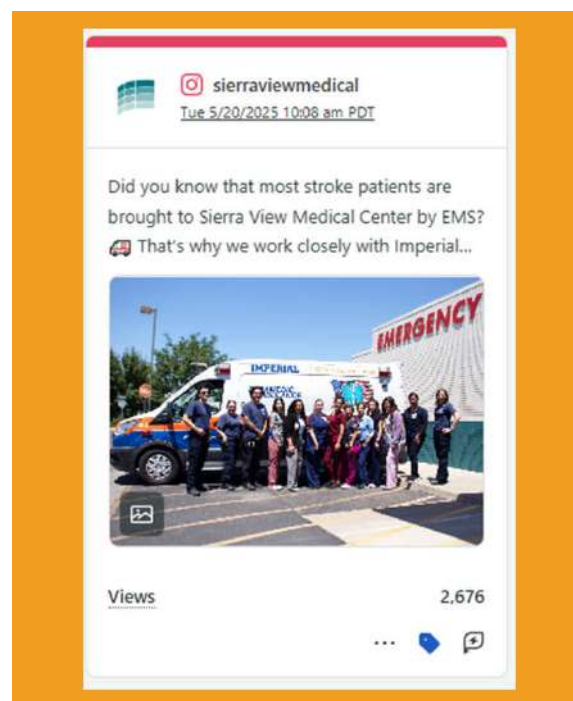 sierraviewmedical
Tue 5/20/2025 10:08 am PDT
Did you know that most stroke patients are
brought to Sierra View Medical Center by EMS?
🚑 That's why we work closely with Imperial...
EMERGENCY
IMPERIAL
Views 2,676